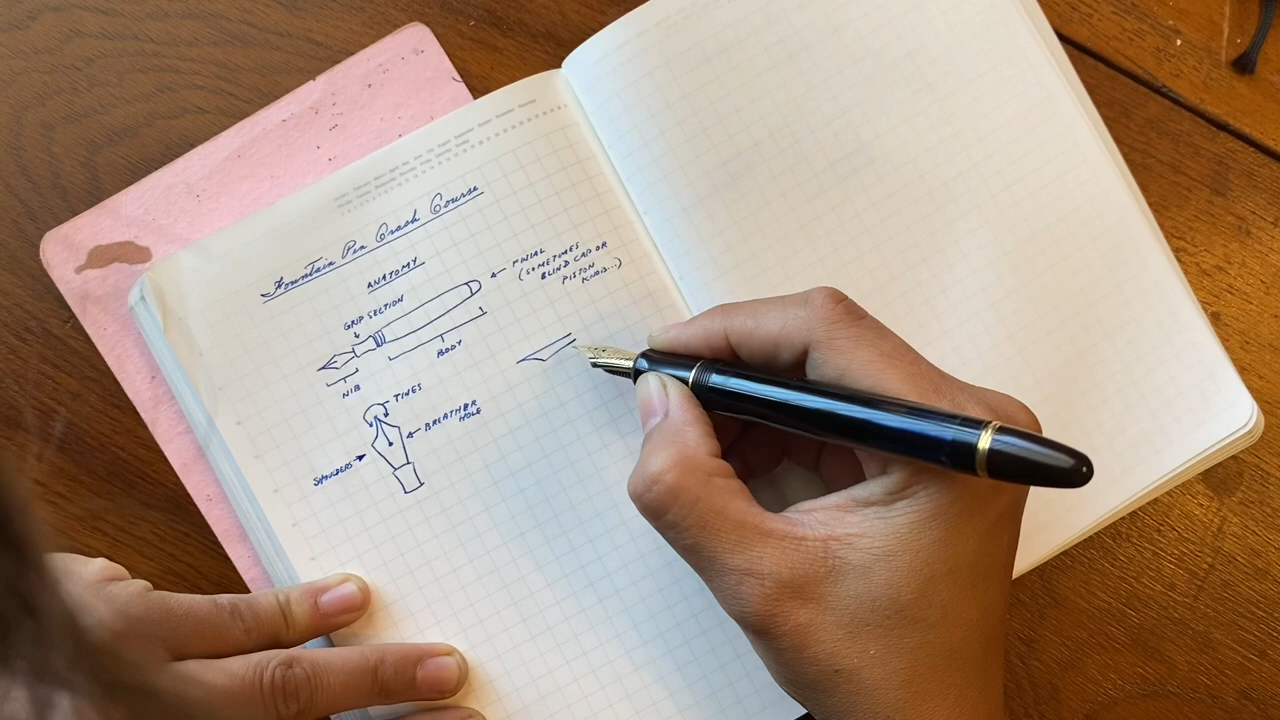 Fountain Pen Crash Course
ANATOMY
GRIP SECTION
FINIAL
(SOMETIMES
BLIND CAP OR
PISTON
KNOB...)
BODY
NIB
TINES
BREATHER
HOLE
SHOULDERS